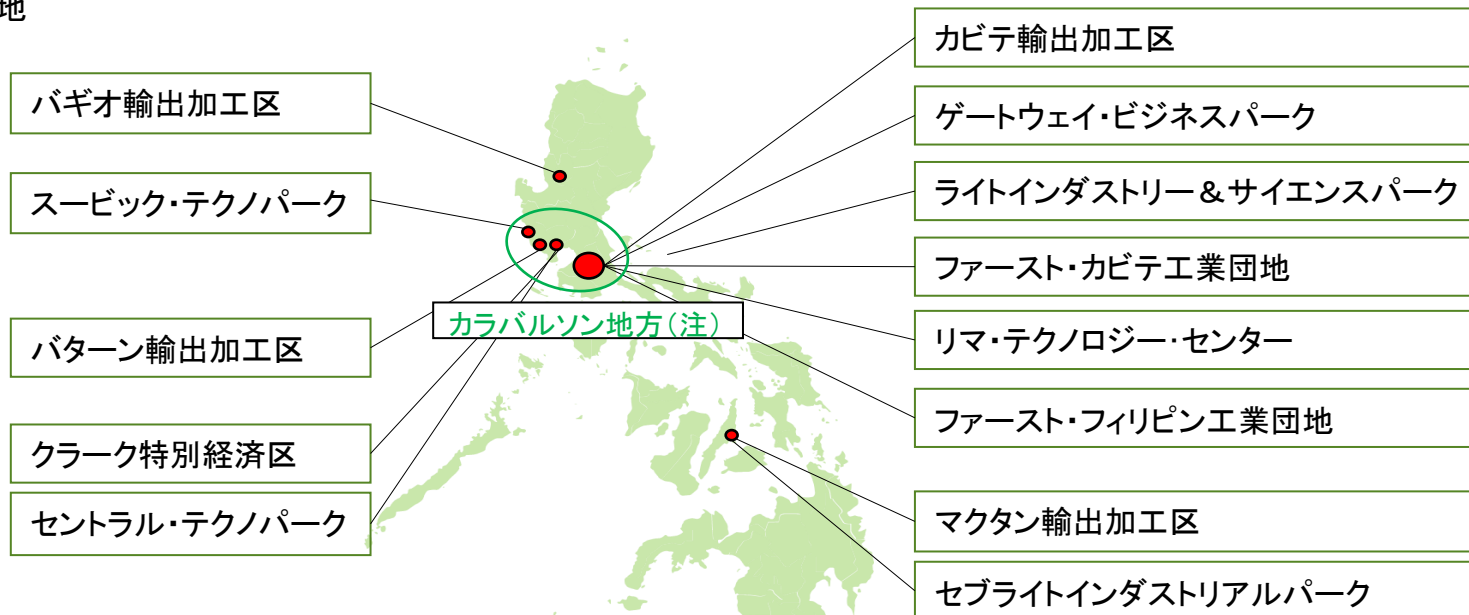 地
バギオ輸出加工区
スービック・テクノパーク
バターン輸出加工区
クラーク特別経済区
セントラル・テクノパーク
カラバルソン地方(注)
カビテ輸出加工区
ゲートウェイ・ビジネスパーク
ライトインダストリー&サイエンスパーク
ファースト・カビテ工業団地
リマ・テクノロジー・センター
ファースト・フィリピン工業団地
マクタン輸出加工区
セブライトインダストリアルパーク